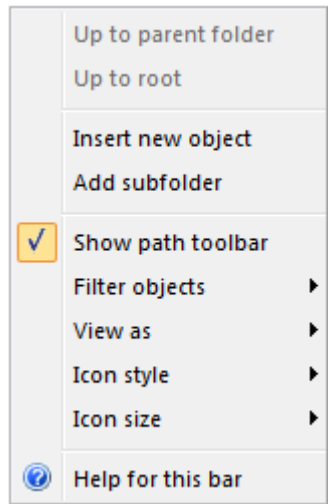 Up to parent folder
Up to root
Insert new object
Add subfolder
Show path toolbar
Filter objects
View as
Icon style
Icon size
Help for this bar